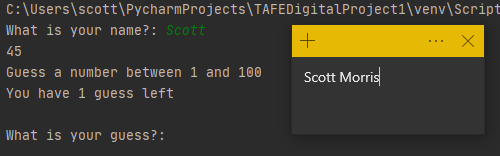 C:\Users\scott\PycharmProjects\TAFEDigitalProject1\venv\Script
What is your name?: Scott
45
Guess a number between 1 and 100
You have 1 guess left
What is your guess?:
Scott Morris